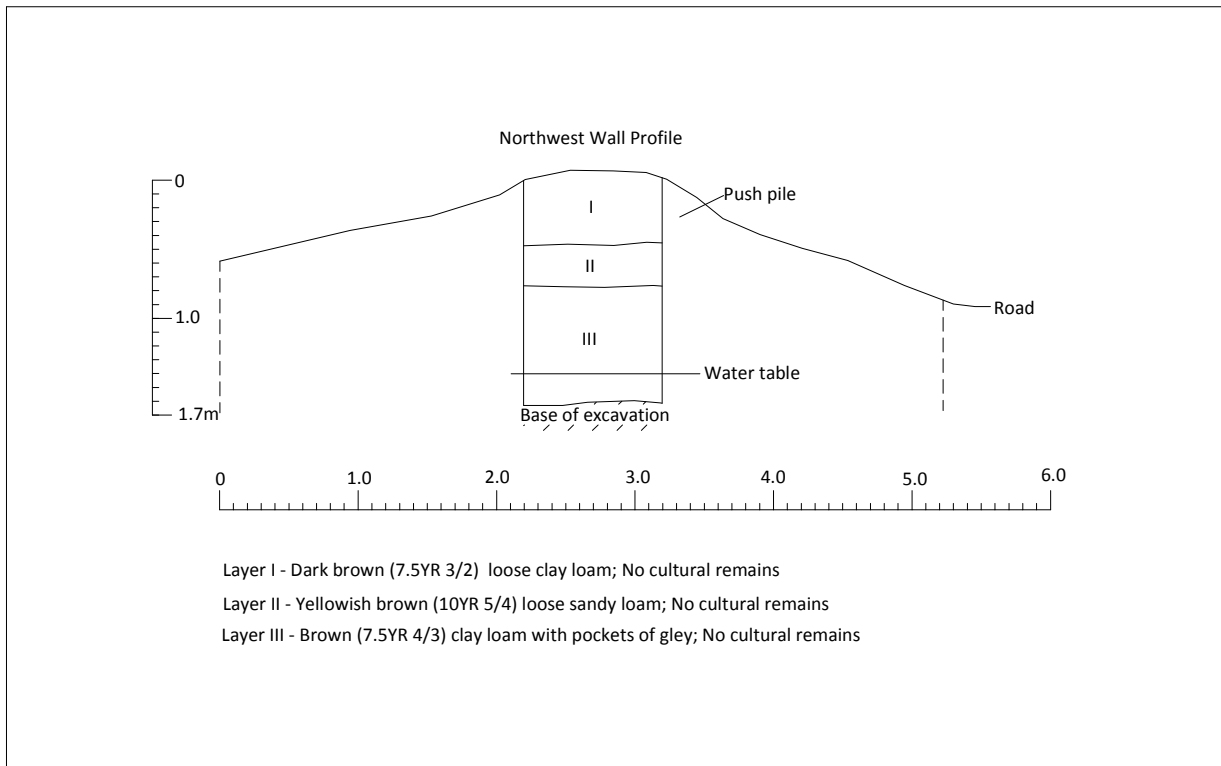 Northwest Wall Profile
0
I
Push pile
II
1.0
Road
III
Water table
1.7m
Base of excavation
0 1.0 2.0 3.0 4.0 5.0 6.0
Layer I - Dark brown (7.5YR 3/2) loose clay loam; No cultural remains
Layer II - Yellowish brown (10YR 5/4) loose sandy loam; No cultural remains
Layer III - Brown (7.5YR 4/3) clay loam with pockets of gley; No cultural remains